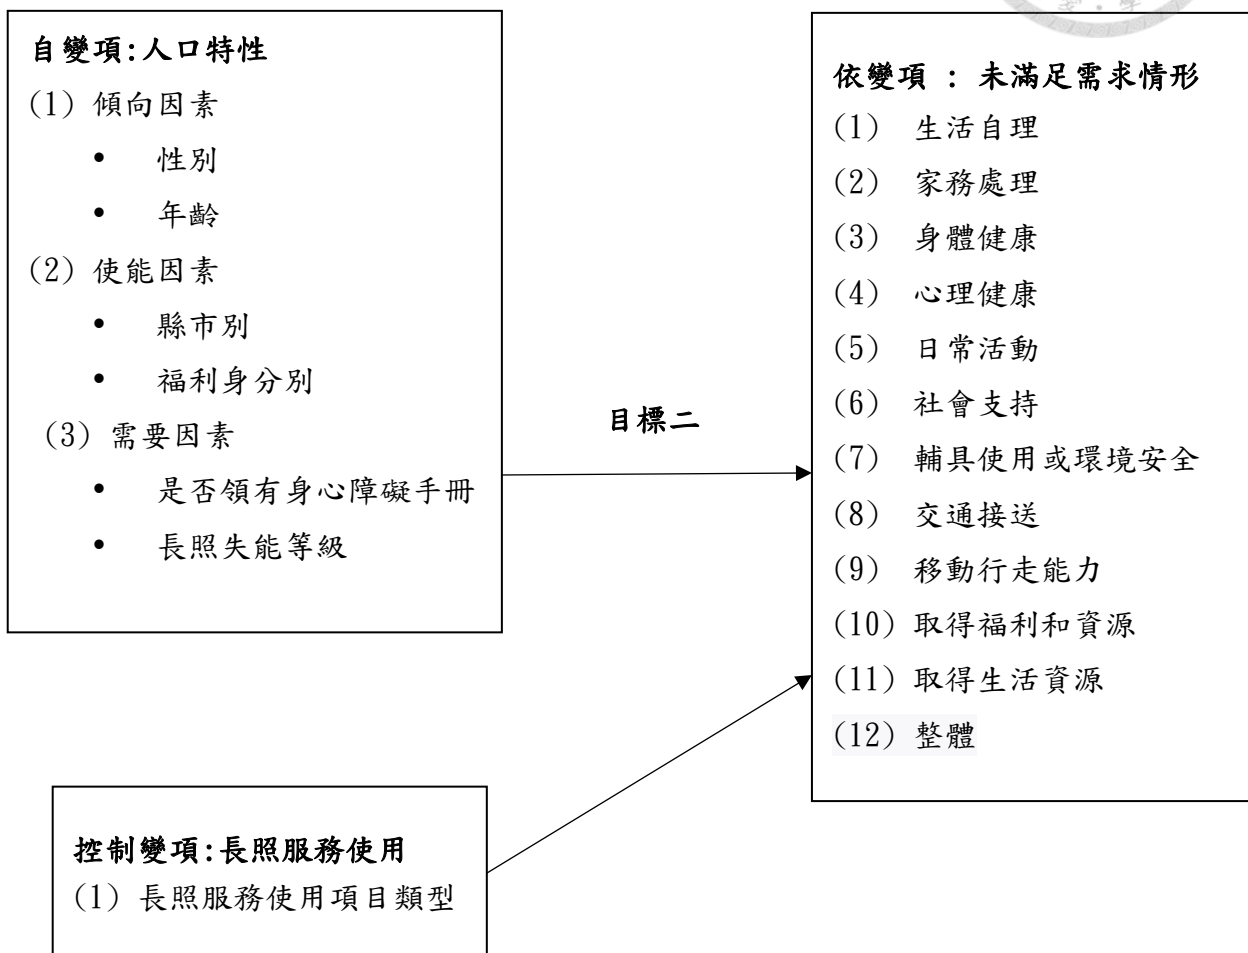 自變項:人口特性
(1) 傾向因素
• 性別
• 年齡
(2) 使能因素
• 縣市別
• 福利身分別
(3) 需要因素
• 是否領有身心障礙手冊
• 長照失能等級
目標二
依變項 : 未滿足需求情形
(1) 生活自理
(2) 家務處理
(3) 身體健康
(4) 心理健康
(5) 日常活動
(6) 社會支持
(7) 輔具使用或環境安全
(8) 交通接送
(9) 移動行走能力
(10) 取得福利和資源
(11) 取得生活資源
(12) 整體
控制變項:長照服務使用
(1) 長照服務使用項目類型